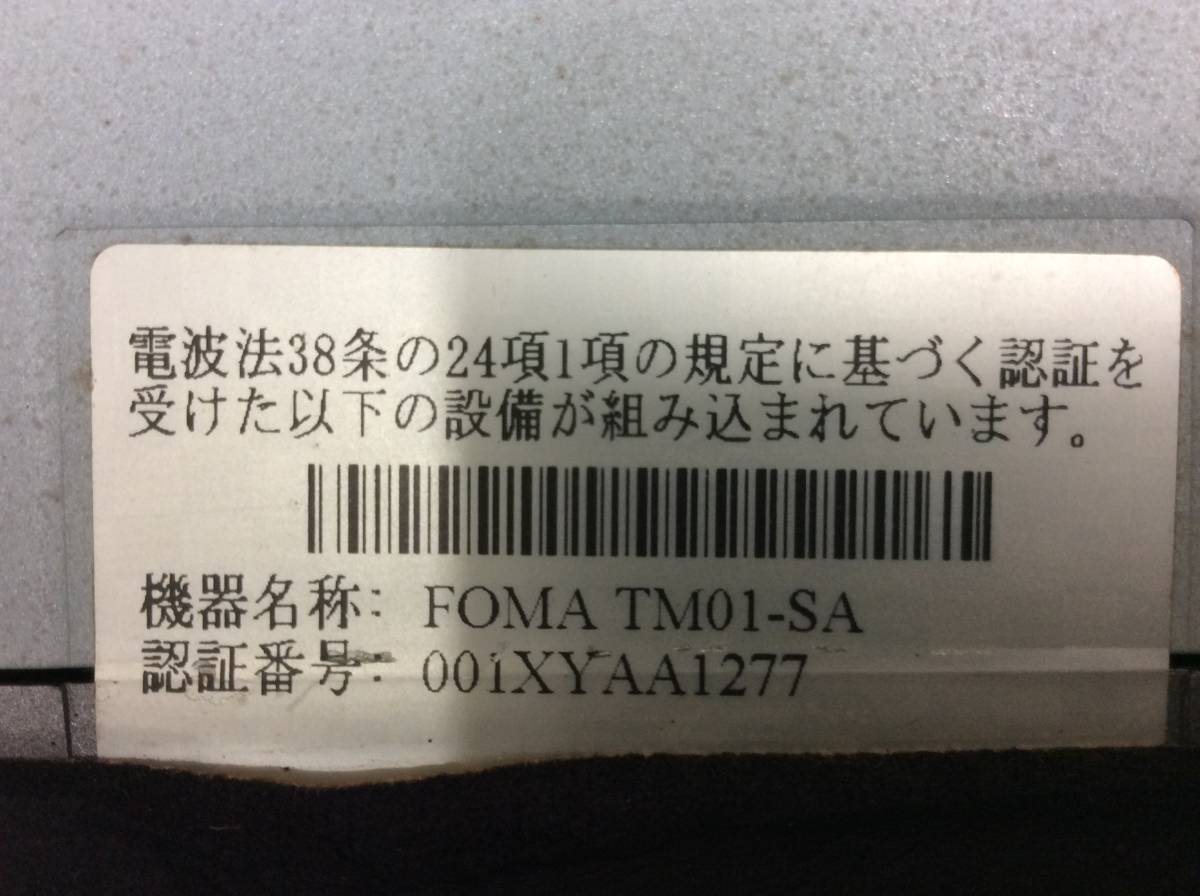 電波法38条の24項1項の規定に基づく認証を
受けた以下の設備が組み込まれています。
機器名称: FOMA TM01-SA
認証番号: 001XYAA1277